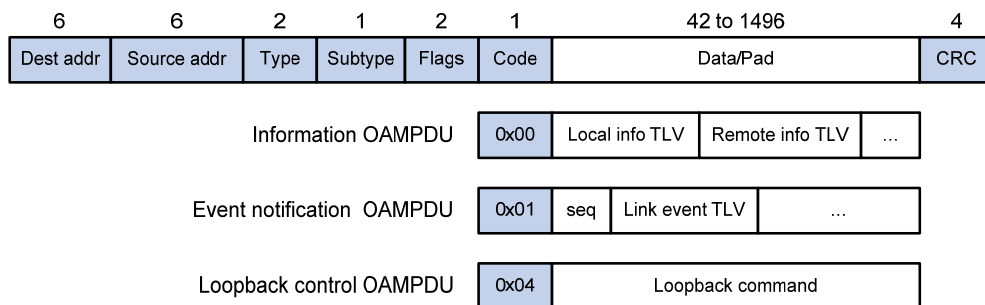 6 6 2 1 2 1 42 to 1496 4
Dest addr Source addr Type Subtype Flags Code Data/Pad CRC
Information OAMPDU 0x00 Local info TLV Remote info TLV ...
Event notification OAMPDU 0x01 seq Link event TLV ...
Loopback control OAMPDU 0x04 Loopback command